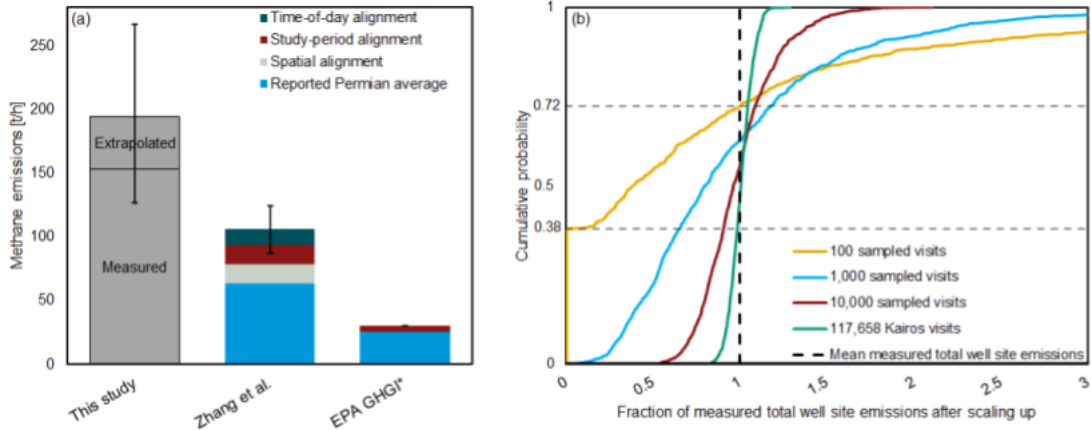 (a)
Time-of-day alignment
Study-period alignment
Spatial alignment
Reported Permian average
Methane emissions [t/h]
250
200
150
100
50
0
Extrapolated
Measured
This study
Zhang et al.
EPA GHGI*
(b)
Cumulative probability
1
0.72
0.5
0.38
0
100 sampled visits
1,000 sampled visits
10,000 sampled visits
117,658 Kairos visits
Mean measured total well site emissions
0 0.5 1 1.5 2 2.5 3
Fraction of measured total well site emissions after scaling up